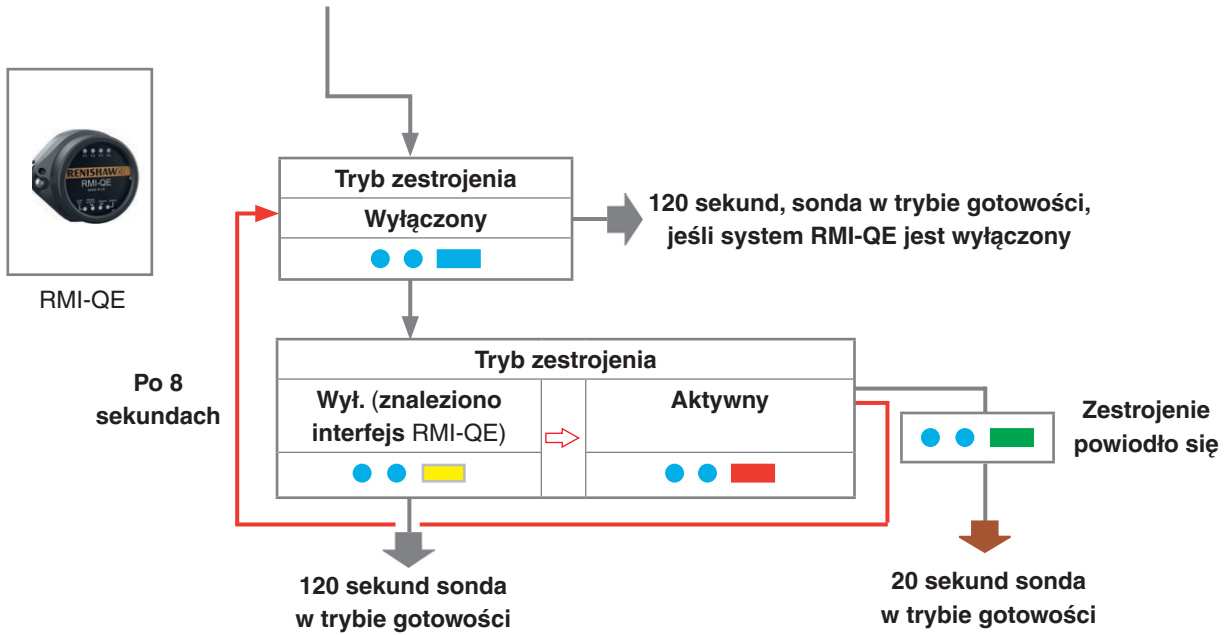 RENISHAW
RMI-QE
RMI-QE
Tryb zestrojenia
Wyłączony
120 sekund, sonda w trybie gotowości,
jeśli system RMI-QE jest wyłączony
Tryb zestrojenia
Po 8
sekundach
Wył. (znaleziono
interfejs RMI-QE)
Aktywny
Zestrojenie
powiodło się
120 sekund sonda
w trybie gotowości
20 sekund sonda
w trybie gotowości